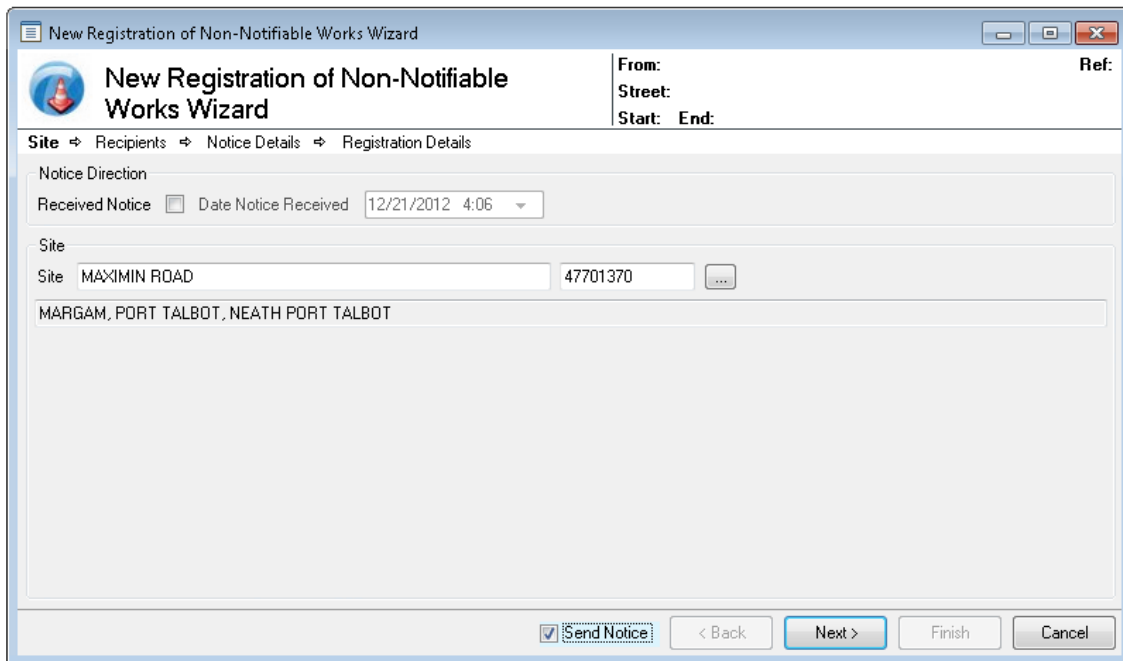 New Registration of Non-Notifiable Works Wizard
New Registration of Non-Notifiable
Works Wizard
From: Ref:
Street:
Start: End:
Site ⇨ Recipients ⇨ Notice Details ⇨ Registration Details
Notice Direction
Received Notice Date Notice Received 12/21/2012 4:06
Site
Site MAXIMIN ROAD 47701370 ...
MARGAM, PORT TALBOT, NEATH PORT TALBOT
Send Notice < Back Next > Finish Cancel